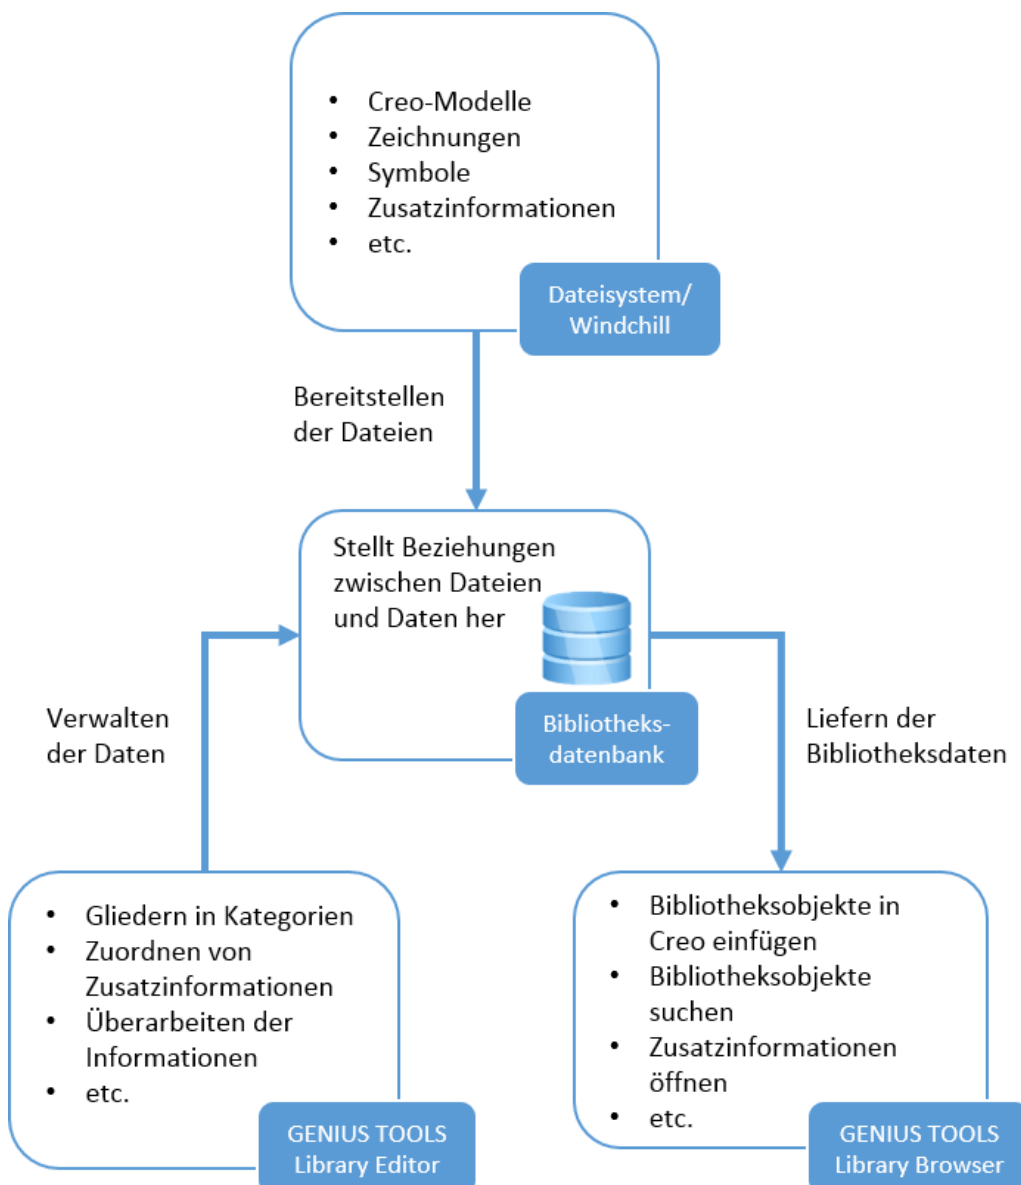 • Creo-Modelle
• Zeichnungen
• Symbole
• Zusatzinformationen
• etc.
Dateisystem/
Windchill
Bereitstellen
der Dateien
Stellt Beziehungen
zwischen Dateien
und Daten her
Bibliotheks-
datenbank
Verwalten
der Daten
Liefern der
Bibliotheksdaten
• Gliedern in Kategorien
• Zuordnen von
Zusatzinformationen
• Überarbeiten der
Informationen
• etc.
GENIUS TOOLS
Library Editor
• Bibliotheksobjekte in
Creo einfügen
• Bibliotheksobjekte
suchen
• Zusatzinformationen
öffnen
• etc.
GENIUS TOOLS
Library Browser